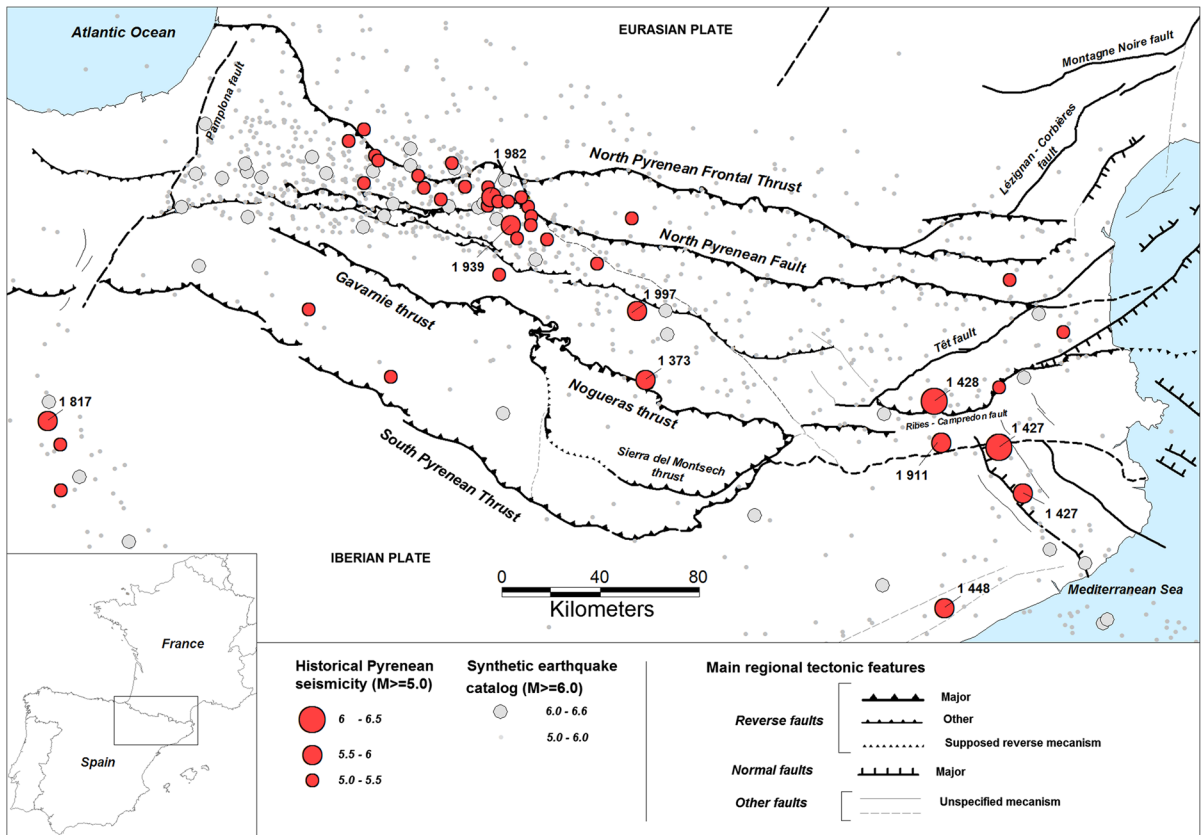 Atlantic Ocean
EURASIAN PLATE
Montagne Noire fault
Pamplona fault
Lézignan - Corbières
fault
1 982
North Pyrenean Frontal Thrust
North Pyrenean Fault
1 939
Gavarnie thrust
1 997
Têt fault
1 373
1 428
1 817
Nogueras thrust
Ribes - Campredon fault
1 427
South Pyrenean Thrust
Sierra del Montsech
thrust
1 911
1 427
IBERIAN PLATE
0 40 80
Kilometers
1 448
Mediterranean Sea
France
Spain
Historical Pyrenean
seismicity (M>=5.0)
6 - 6.5
5.5 - 6
5.0 - 5.5
Synthetic earthquake
catalog (M>=6.0)
6.0 - 6.6
5.0 - 6.0
Main regional tectonic features
Reverse faults
Major
Other
Supposed reverse mecanism
Normal faults
Major
Other faults
Unspecified mecanism